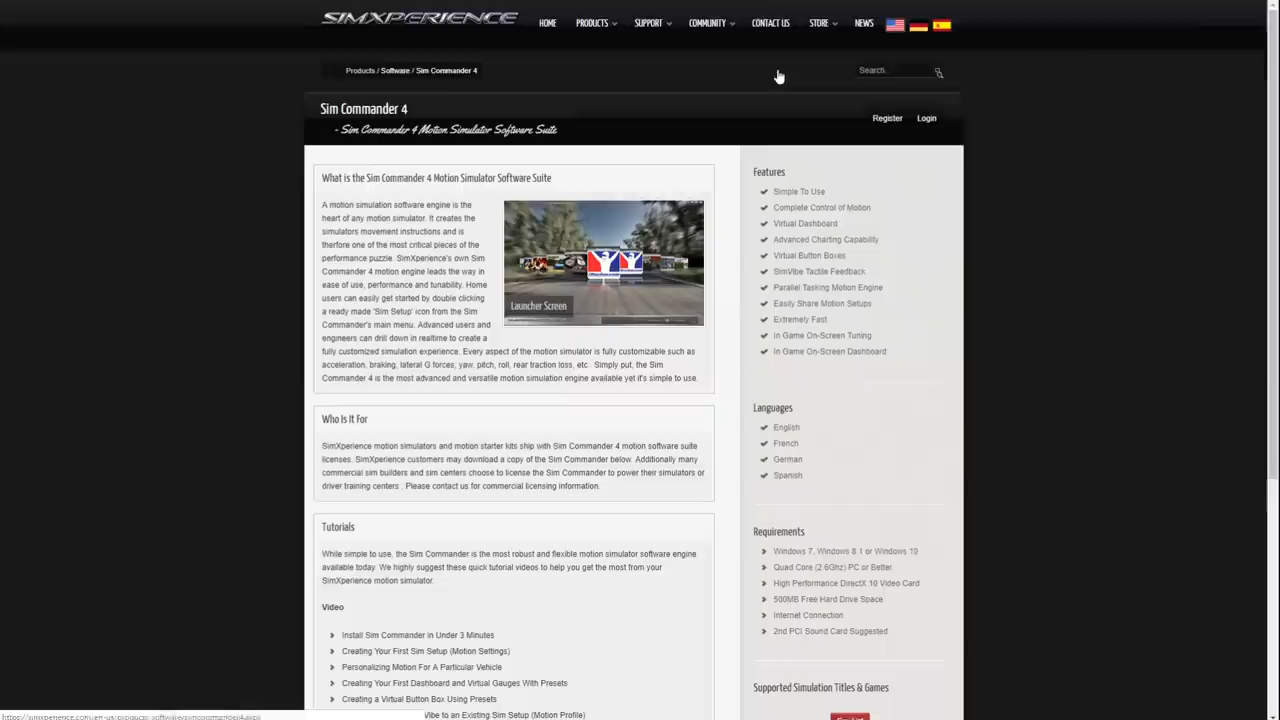 SIMXPERIENCE
HOME PRODUCTS SUPPORT COMMUNITY CONTACT US STORE NEWS
Products / Software / Sim Commander 4
Search...
Sim Commander 4
- Sim Commander 4 Motion Simulator Software Suite
Register Login
What is the Sim Commander 4 Motion Simulator Software Suite
A motion simulation software engine is the
heart of any motion simulator. It creates the
simulators movement instructions and is
therfore one of the most critical pieces of the
performance puzzle. SimXperience's own Sim
Commander 4 motion engine leads the way in
ease of use, performance and tunability. Home
users can easily get started by double clicking
a ready made 'Sim Setup' icon from the Sim
Commander's main menu. Advanced users and
engineers can drill down in realtime to create a
fully customized simulation experience. Every aspect of the motion simulator is fully customizable such as
acceleration, braking, lateral G forces, yaw, pitch, roll, rear traction loss, etc. Simply put, the Sim
Commander 4 is the most advanced and versatile motion simulation engine available yet it's simple to use.
Launcher Screen
Who Is It For
SimXperience motion simulators and motion starter kits ship with Sim Commander 4 motion software suite
licenses. SimXperience customers may download a copy of the Sim Commander below. Additionally many
commercial sim builders and sim centers choose to license the Sim Commander to power their simulators or
driver training centers . Please contact us for commercial licensing information.
Tutorials
While simple to use, the Sim Commander is the most robust and flexible motion simulator software engine
available today. We highly suggest these quick tutorial videos to help you get the most from your
SimXperience motion simulator.
Video
Install Sim Commander in Under 3 Minutes
Creating Your First Sim Setup (Motion Settings)
Personalizing Motion For A Particular Vehicle
Creating Your First Dashboard and Virtual Gauges With Presets
Creating a Virtual Button Box Using Presets
Vibe to an Existing Sim Setup (Motion Profile)
Features
Simple To Use
Complete Control of Motion
Virtual Dashboard
Advanced Charting Capability
Virtual Button Boxes
SimVibe Tactile Feedback
Parallel Tasking Motion Engine
Easily Share Motion Setups
Extremely Fast
In Game On-Screen Tuning
In Game On-Screen Dashboard
Languages
English
French
German
Spanish
Requirements
Windows 7, Windows 8.1 or Windows 10
Quad Core (2.6Ghz) PC or Better
High Performance DirectX 10 Video Card
500MB Free Hard Drive Space
Internet Connection
2nd PCI Sound Card Suggested
Supported Simulation Titles & Games